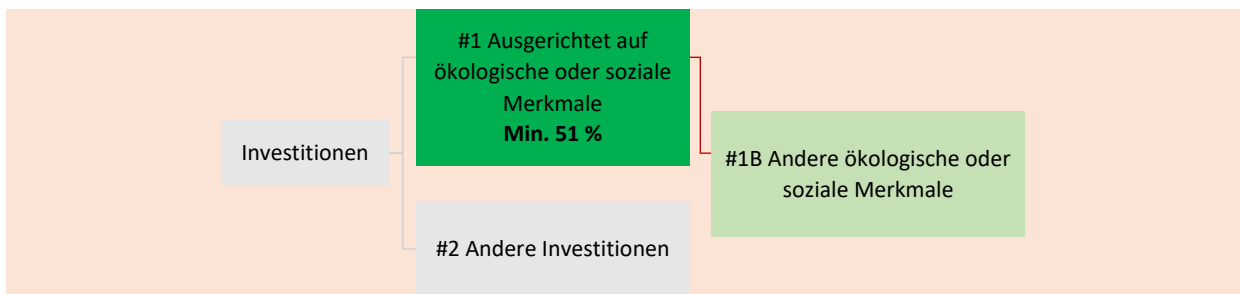 #1 Ausgerichtet auf
ökologische oder soziale
Merkmale
Min. 51 %
Investitionen
#1B Andere ökologische oder
soziale Merkmale
#2 Andere Investitionen